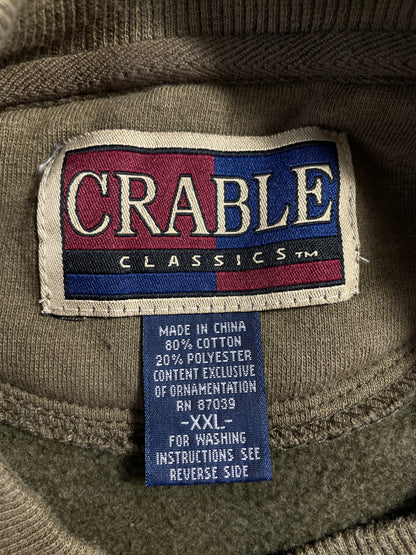 CRABLE
CLASSICS™
MADE IN CHINA
80% COTTON
20% POLYESTER
CONTENT EXCLUSIVE
OF ORNAMENTATION
RN 87039
-XXL-
FOR WASHING
INSTRUCTIONS SEE
REVERSE SIDE